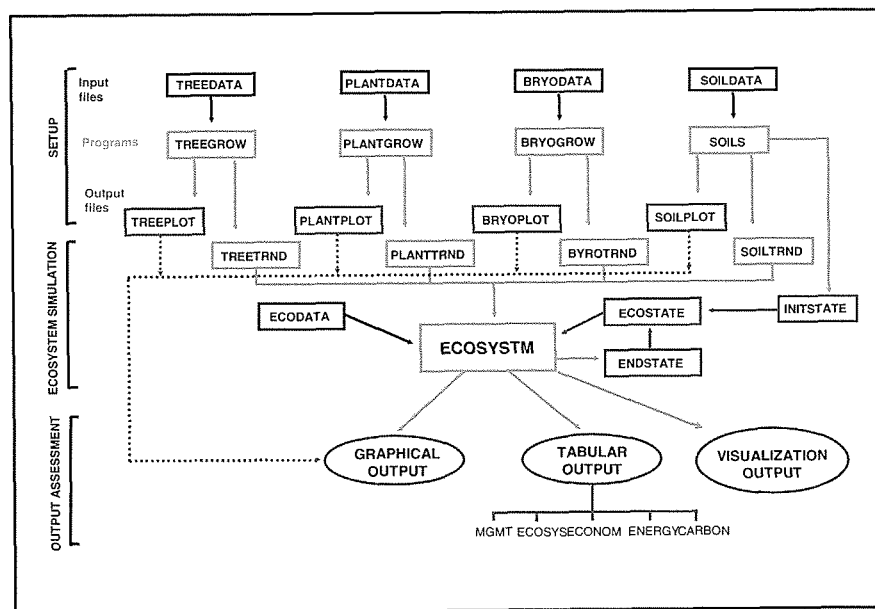 SETUP
Input
files
TREEDATA
PLANTDATA
BRYODATA
SOILDATA
Programs
TREEGROW
PLANTGROW
BRYOGROW
SOILS
Output
files
TREEPLOT
PLANTPLOT
BRYOPLOT
SOILPLOT
ECOSYSTEM SIMULATION
TREETRND
PLANTTRND
BYROTRND
SOILTRND
ECODATA
ECOSTATE
INITSTATE
ECOSYSTM
ENDSTATE
OUTPUT ASSESSMENT
GRAPHICAL
OUTPUT
TABULAR
OUTPUT
VISUALIZATION
OUTPUT
MGMT ECOSYSECONOM ENERGYCARBON